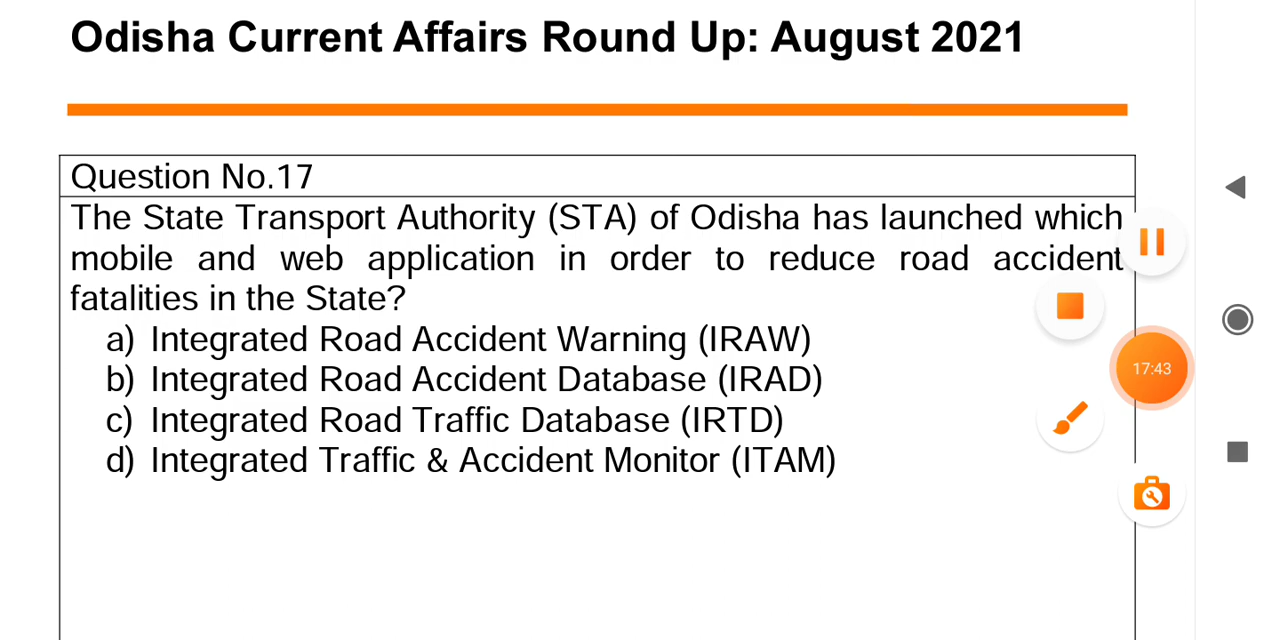 Odisha Current Affairs Round Up: August 2021
Question No.17
The State Transport Authority (STA) of Odisha has launched which
mobile and web application in order to reduce road accident
fatalities in the State?
a) Integrated Road Accident Warning (IRAW)
b) Integrated Road Accident Database (IRAD)
c) Integrated Road Traffic Database (IRTD)
d) Integrated Traffic & Accident Monitor (ITAM)
17:43